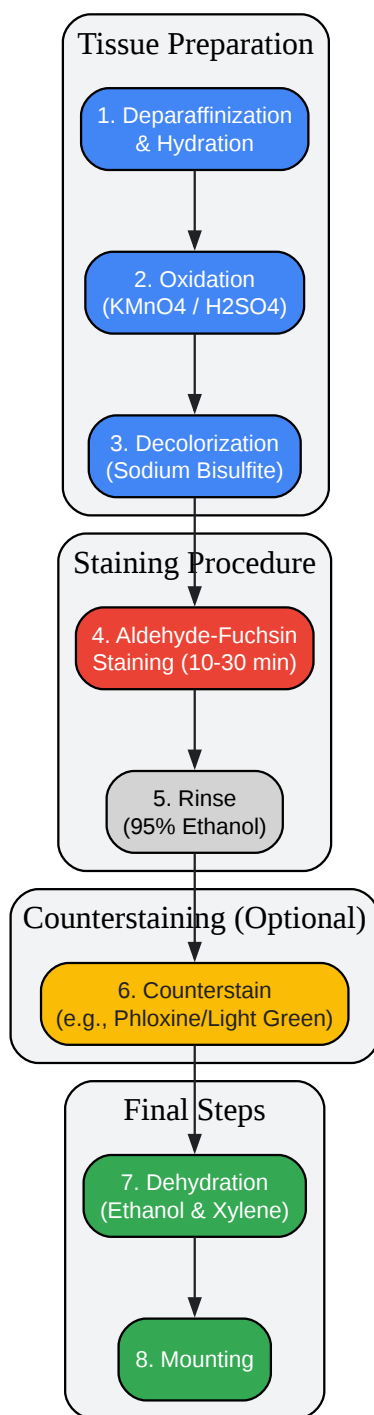 Tissue Preparation
1. Deparaffinization
& Hydration
2. Oxidation
(KMnO4 / H2SO4)
3. Decolorization
(Sodium Bisulfite)
Staining Procedure
4. Aldehyde-Fuchsin
Staining (10-30 min)
5. Rinse
(95% Ethanol)
Counterstaining (Optional)
6. Counterstain
(e.g., Phloxine/Light Green)
Final Steps
7. Dehydration
(Ethanol & Xylene)
8. Mounting